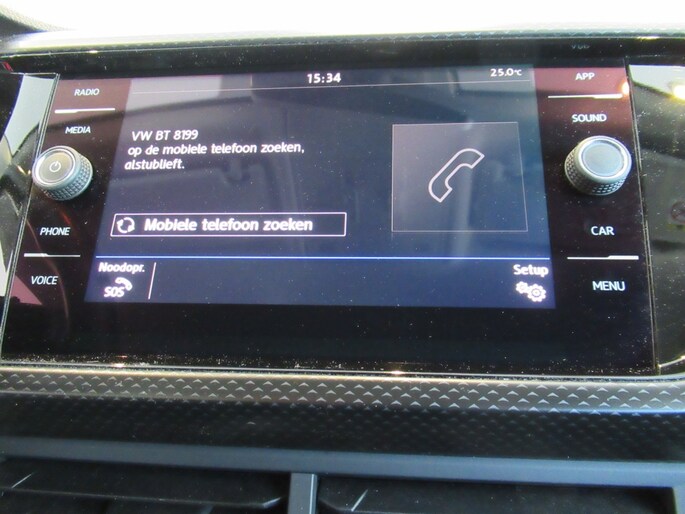 15:34
25.0°C
RADIO
APP
MEDIA
SOUND
VW BT 8199
op de mobiele telefoon zoeken,
alstublieft.
Mobiele telefoon zoeken
PHONE
CAR
VOICE
MENU
Noodopr.
SOS
Setup